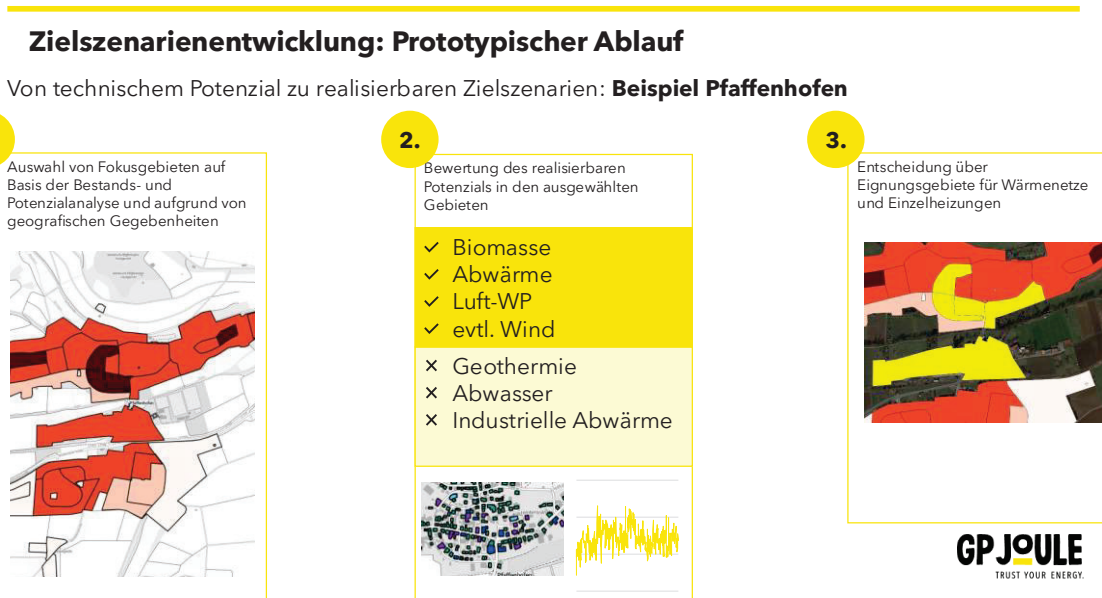 Zielszenarienentwicklung: Prototypischer Ablauf
Von technischem Potenzial zu realisierbaren Zielszenarien: Beispiel Pfaffenhofen
Auswahl von Fokusgebieten auf
Basis der Bestands- und
Potenzialanalyse und aufgrund von
geografischen Gegebenheiten
2.
Bewertung des realisierbaren
Potenzials in den ausgewählten
Gebieten
✓ Biomasse
✓ Abwärme
✓ Luft-WP
✓ evtl. Wind
× Geothermie
× Abwasser
× Industrielle Abwärme
Pfaffenhofen
3.
Entscheidung über
Eignungsgebiete für Wärmenetze
und Einzelheizungen
GP JOULE
TRUST YOUR ENERGY.